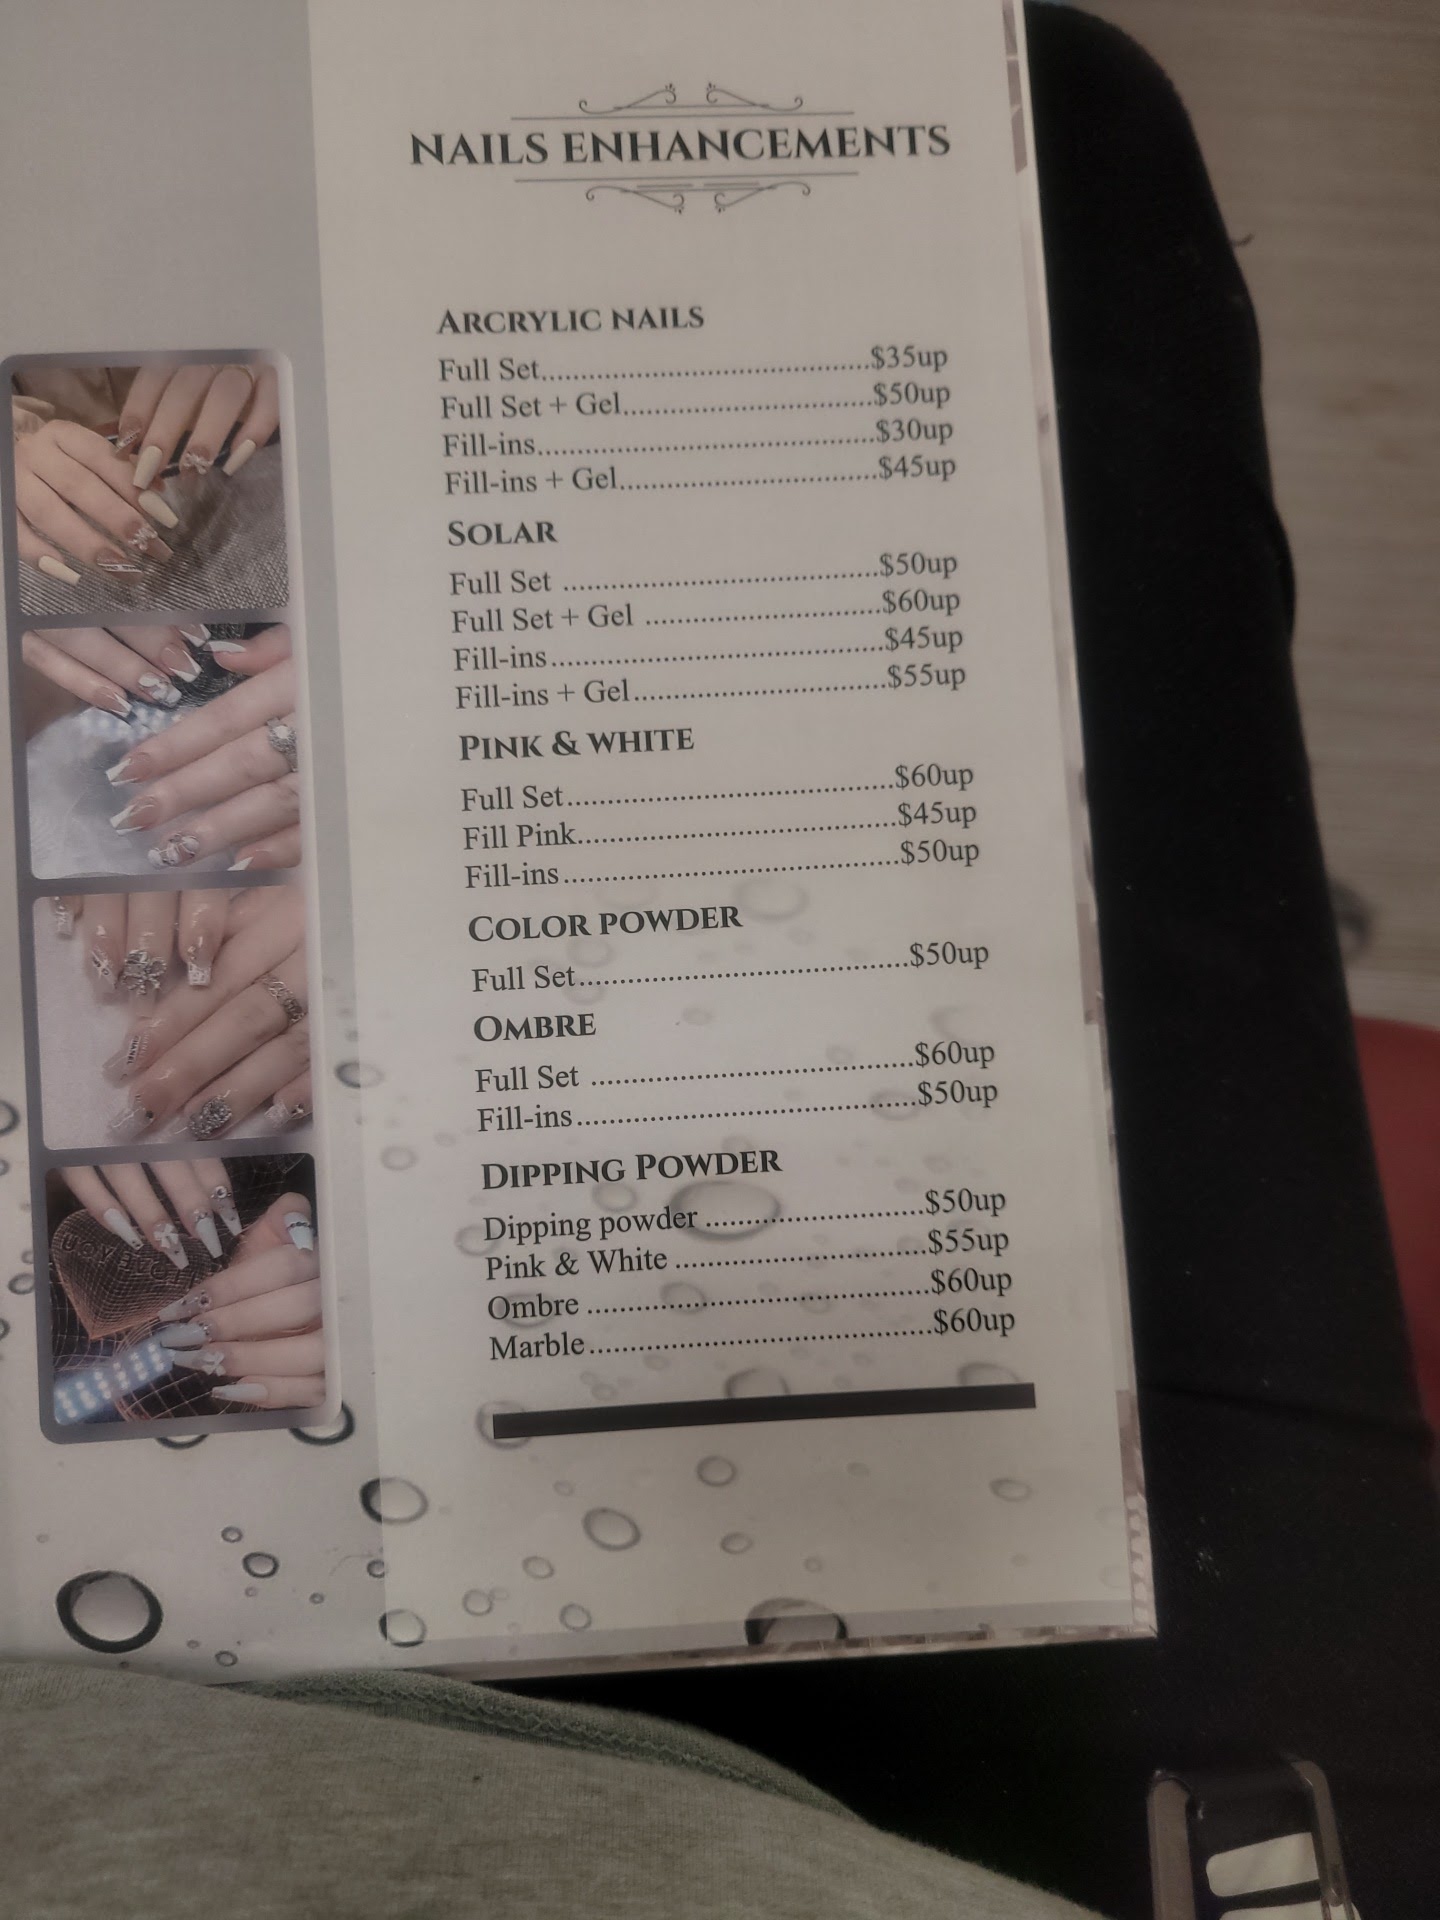 NAILS ENHANCEMENTS
ARCRYLIC NAILS
Full Set........................................$35up
Full Set + Gel..............................$50up
Fill-ins.........................................$30up
Fill-ins + Gel...............................$45up
SOLAR
Full Set ......................................$50up
Full Set + Gel ............................$60up
Fill-ins........................................$45up
Fill-ins + Gel..............................$55up
PINK & WHITE
Full Set.......................................$60up
Fill Pink......................................$45up
Fill-ins........................................$50up
COLOR POWDER
Full Set.......................................$50up
OMBRE
Full Set ......................................$60up
Fill-ins........................................$50up
DIPPING POWDER
Dipping powder ..........................$50up
Pink & White ..............................$55up
Ombre .........................................$60up
Marble.........................................$60up